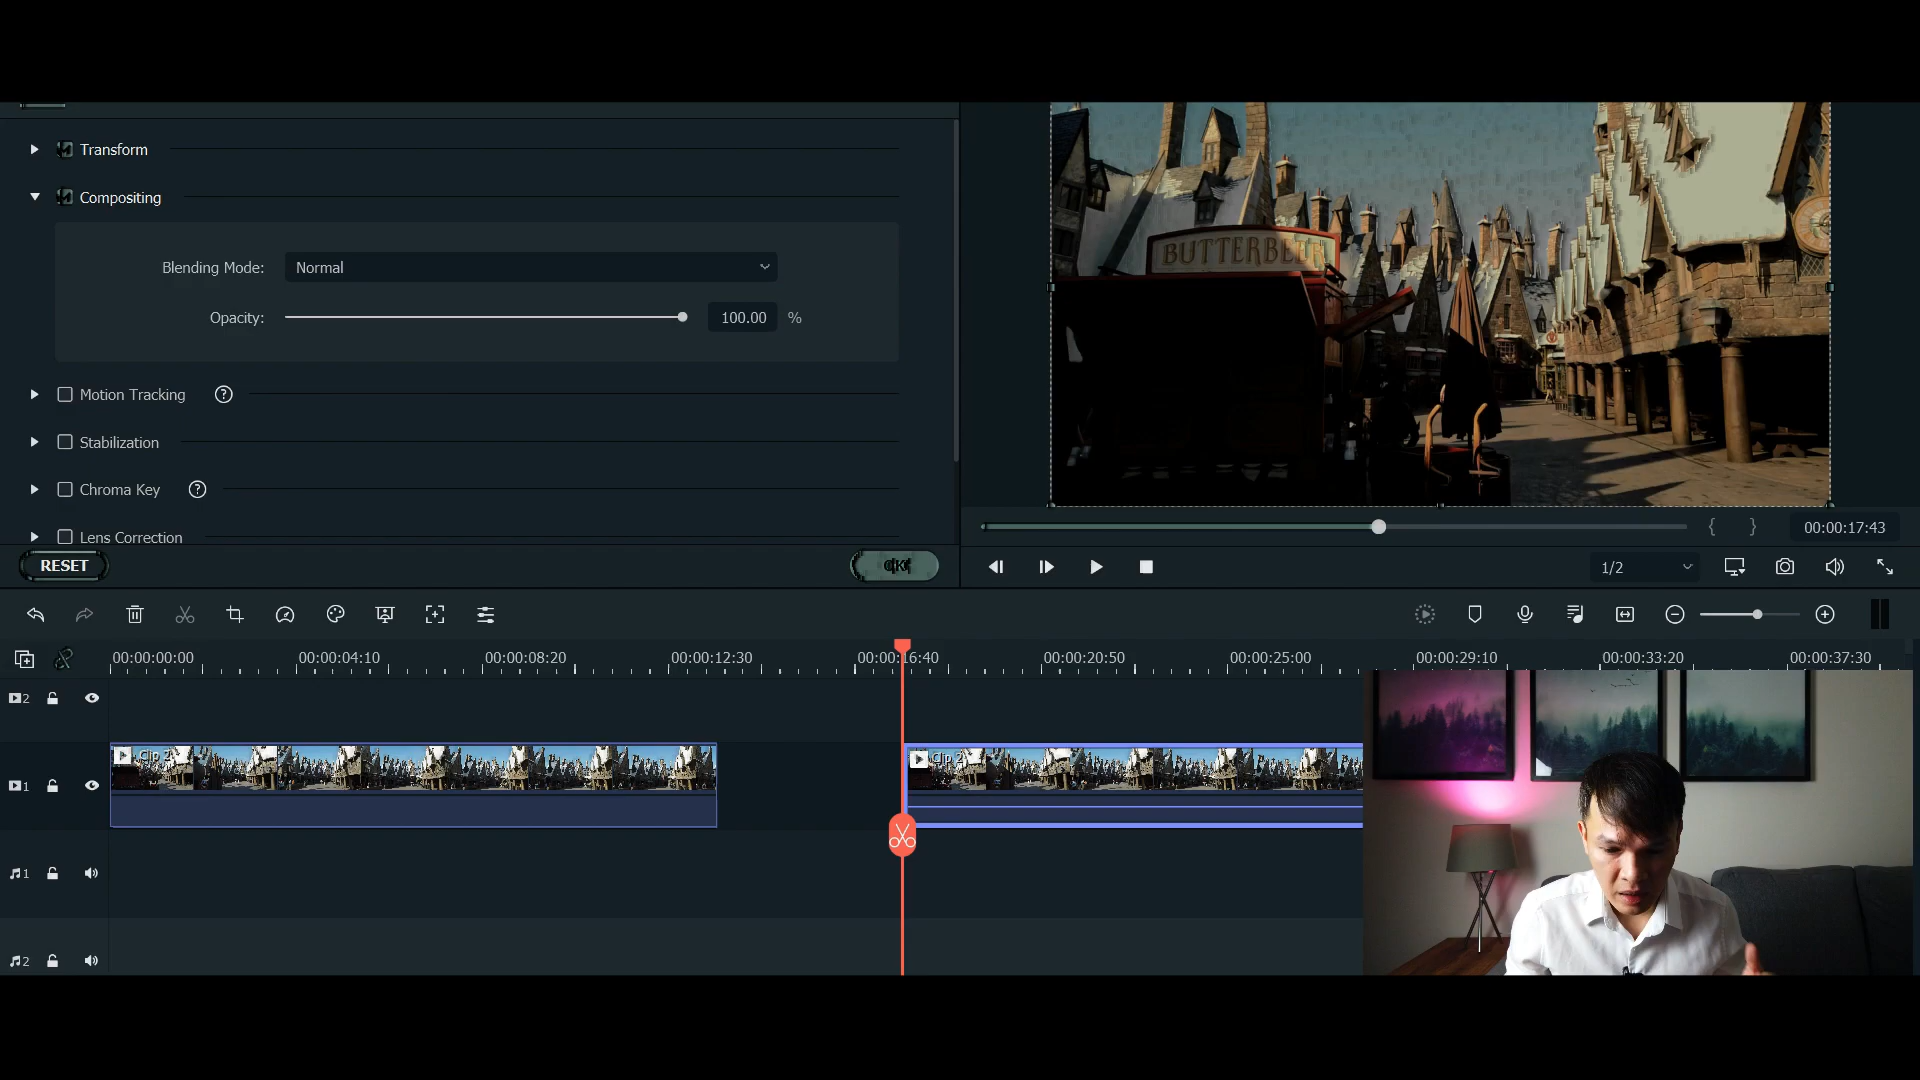 Transform
Compositing
Blending Mode: Normal
Opacity: 100.00 %
Motion Tracking ?
Stabilization
Chroma Key ?
Lens Correction
RESET
OK
BUTTERBEER
{ } 00:00:17:43
1/2
00:00:00:00 00:00:04:10 00:00:08:20 00:00:12:30 00:00:16:40 00:00:20:50 00:00:25:00 00:00:29:10 00:00:33:20 00:00:37:30
2
1
Clip 2
Clip 2
1
2